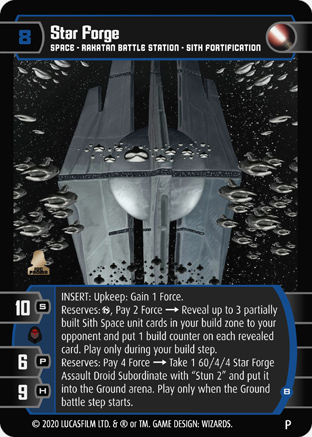 8
Star Forge
SPACE - RAKATAN BATTLE STATION - SITH FORTIFICATION
10 S
6 P
9 H
INSERT: Upkeep: Gain 1 Force.
Reserves: , Pay 2 Force → Reveal up to 3 partially
built Sith Space unit cards in your build zone to your
opponent and put 1 build counter on each revealed
card. Play only during your build step.
Reserves: Pay 4 Force → Take 1 60/4/4 Star Forge
Assault Droid Subordinate with “Stun 2” and put it
into the Ground arena. Play only when the Ground
battle step starts.
B
© 2020 LUCASFILM LTD. & ® or TM. GAME DESIGN: WIZARDS.
P